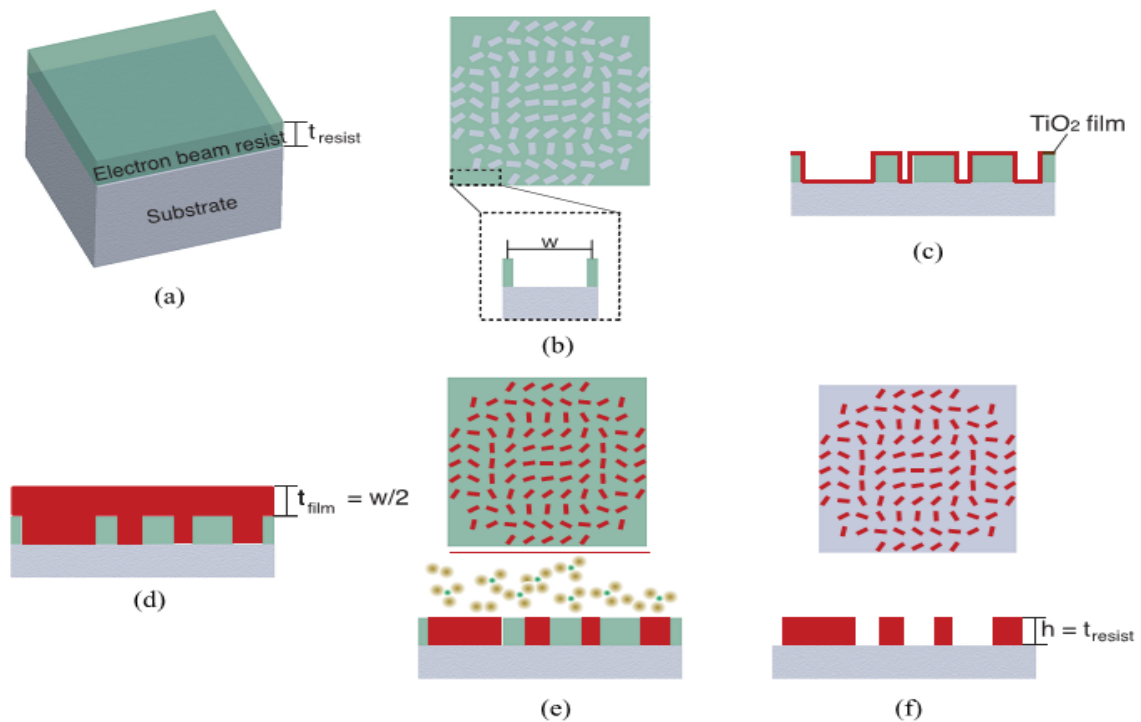 t resist
Electron beam resist
Substrate
(a)
w
(b)
TiO2 film
(c)
t film = w/2
(d)
(e)
h = t resist
(f)